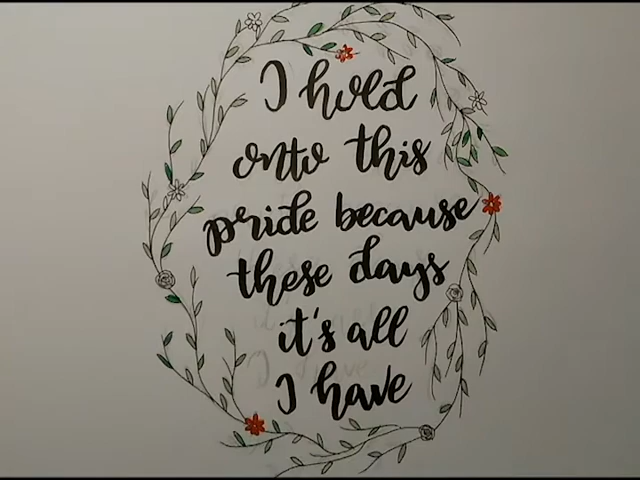 I hold
onto this
pride because
these days
it's all
I have